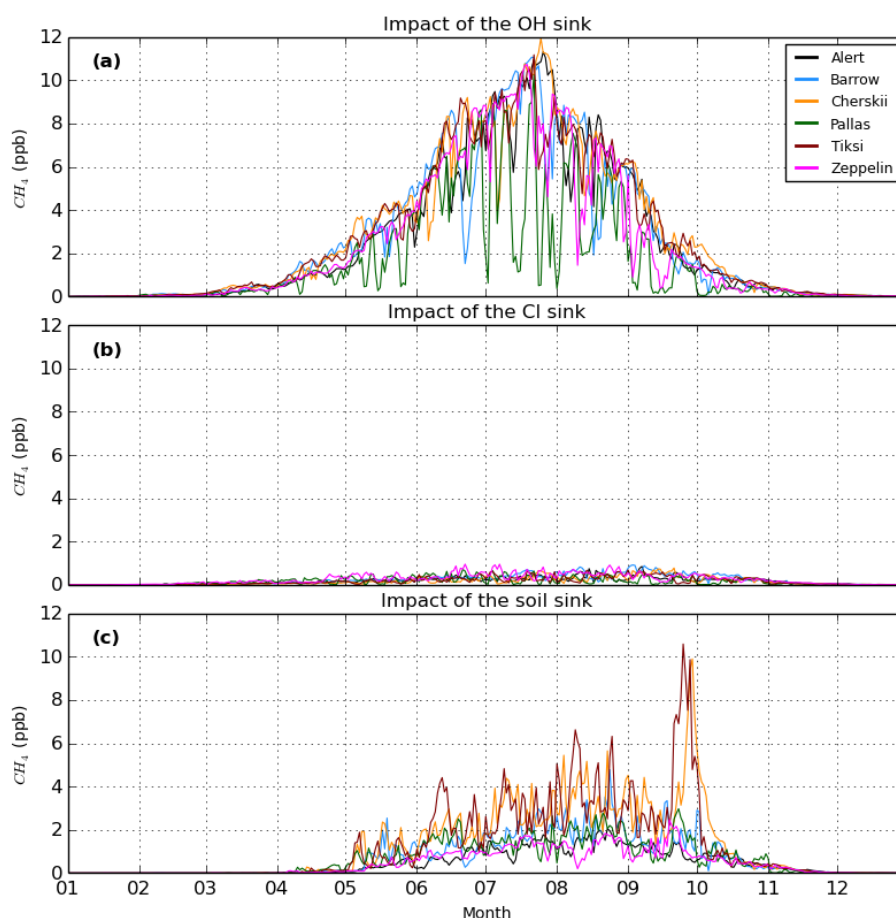 Impact of the OH sink
(a)
12
10
8
6
4
2
0
CH₄ (ppb)
Alert
Barrow
Cherskii
Pallas
Tiksi
Zeppelin
Impact of the Cl sink
(b)
12
10
8
6
4
2
0
CH₄ (ppb)
Impact of the soil sink
(c)
12
10
8
6
4
2
0
CH₄ (ppb)
01 02 03 04 05 06 07 08 09 10 11 12
Month